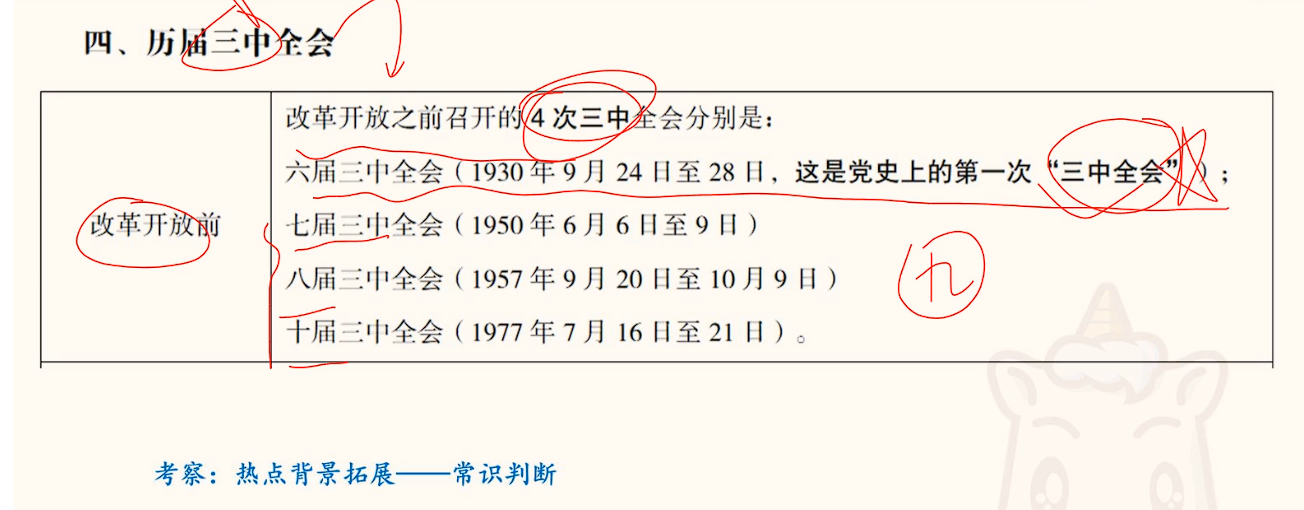 四、历届三中全会
改革开放之前召开的4次三中全会分别是：
六届三中全会（1930年9月24日至28日，这是党史上的第一次“三中全会”）；
改革开放前
七届三中全会（1950年6月6日至9日）
九
八届三中全会（1957年9月20日至10月9日）
十届三中全会（1977年7月16日至21日）。
考察：热点背景拓展——常识判断